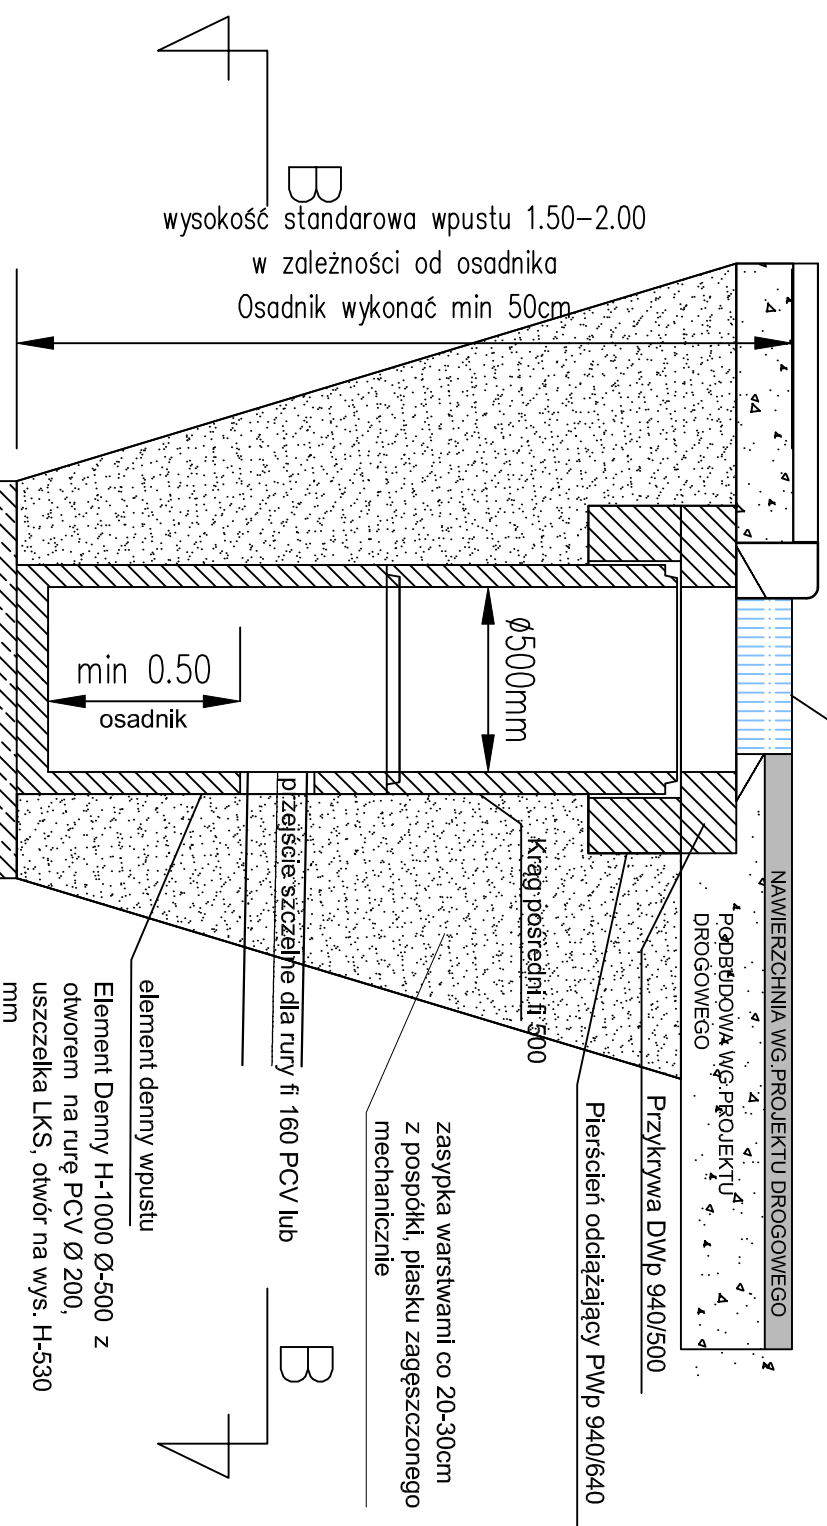 B
wysokość standarowa wpustu 1.50-2.00
w zależności od osadnika
Osadnik wykonać min 50cm
Ø500mm
min 0.50
osadnik
NAWIERZCHNIA WG.PROJEKTU DROGOWEGO
PODBUDOWA WG.PROJEKTU
DROGOWEGO
Przykrywa DWp 940/500
Pierścień odciążający PWp 940/640
Krąg posredni fi 500
zasypka warstwami co 20-30cm
z pospółki, piasku zagęszczonego
mechanicznie
przejście szczelne dla rury fi 160 PCV lub
element denny wpustu
Element Denny H-1000 Ø-500 z
otworem na rurę PCV Ø 200,
uszczelka LKS, otwór na wys. H-530
mm
B